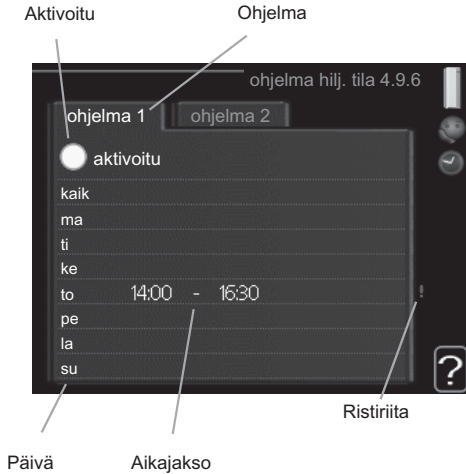 Aktivoitu Ohjelma
ohjelma hilj. tila 4.9.6
ohjelma 1 ohjelma 2
aktivoitu
kaik
ma
ti
ke
to 14:00 - 16:30 !
pe
la
su
?
Ristiriita
Päivä Aikajakso